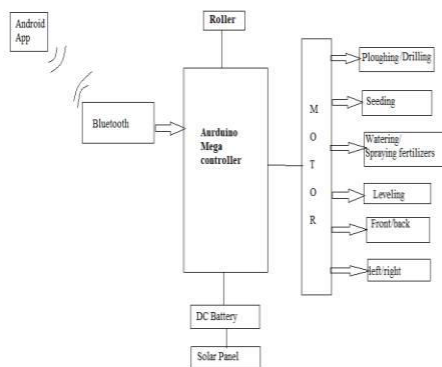 Android
App
Roller
Bluetooth
Aurduino
Mega
controller
M
O
T
O
R
Ploughing/Drilling
Seeding
Watering/
Spraying fertilizers
Leveling
Front/back
left/right
DC Battery
Solar Panel